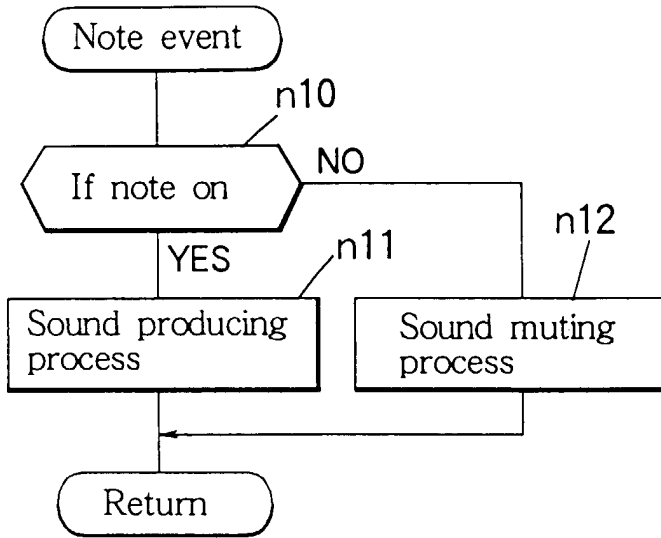 Note event
n10
If note on
NO
YES
n11
n12
Sound producing
process
Sound muting
process
Return